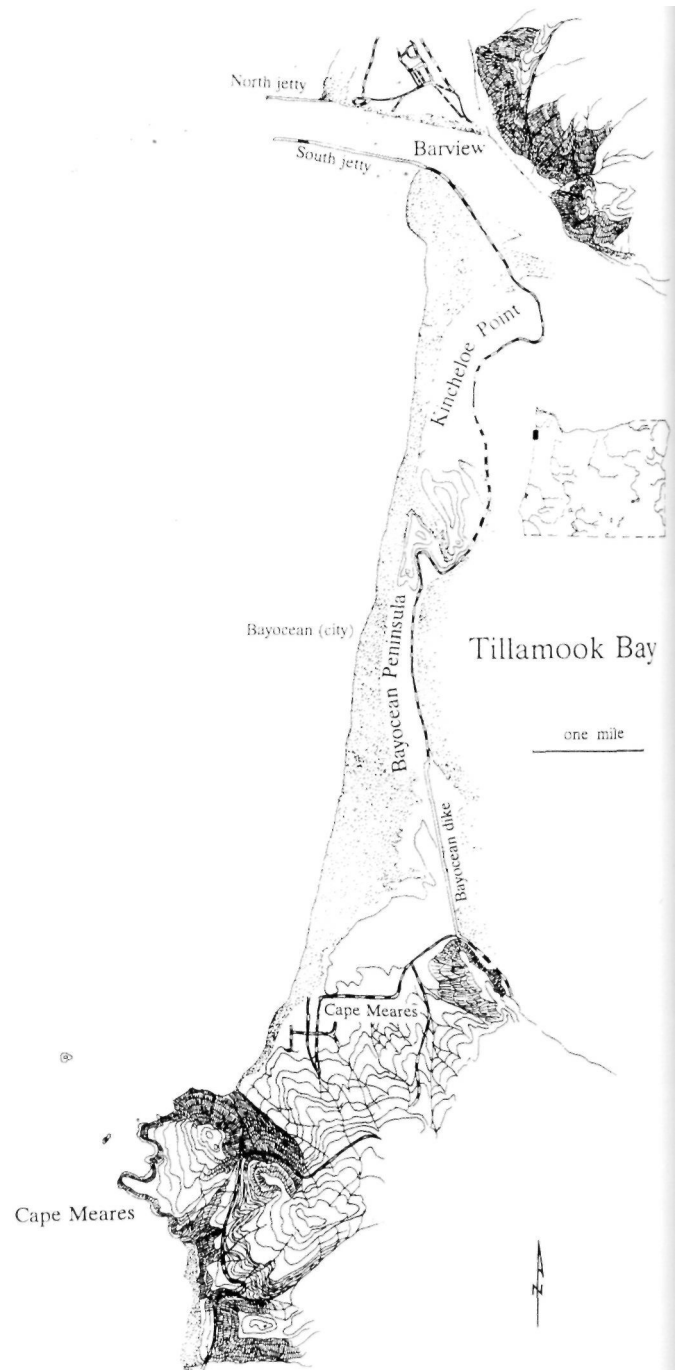 North jetty
Barview
South jetty
Kincheloe Point
Bayocean (city)
Bayocean Peninsula
Tillamook Bay
one mile
Bayocean dike
Cape Meares
Cape Meares
N